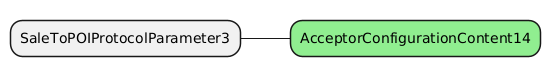 SaleToPOIProtocolParameter3
AcceptorConfigurationContent14